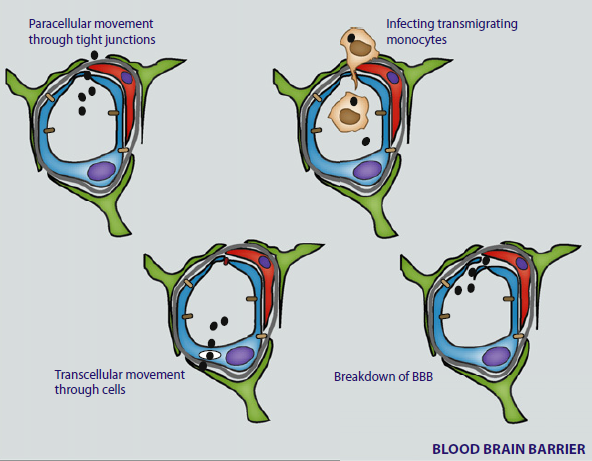 Paracellular movement
through tight junctions
Infecting transmigrating
monocytes
Transcellular movement
through cells
Breakdown of BBB
BLOOD BRAIN BARRIER